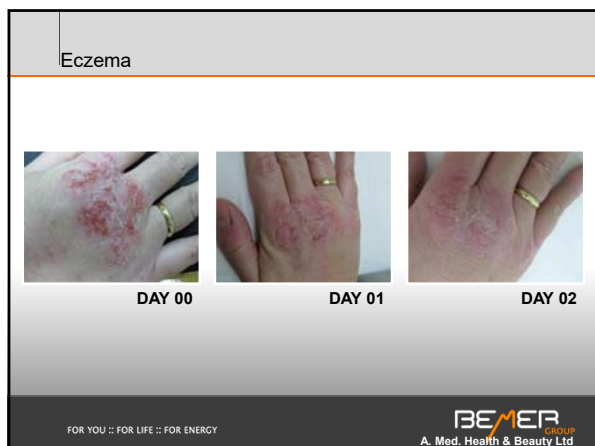 Eczema
DAY 00
DAY 01
DAY 02
FOR YOU :: FOR LIFE :: FOR ENERGY
BEMER
GROUP
A. Med. Health & Beauty Ltd